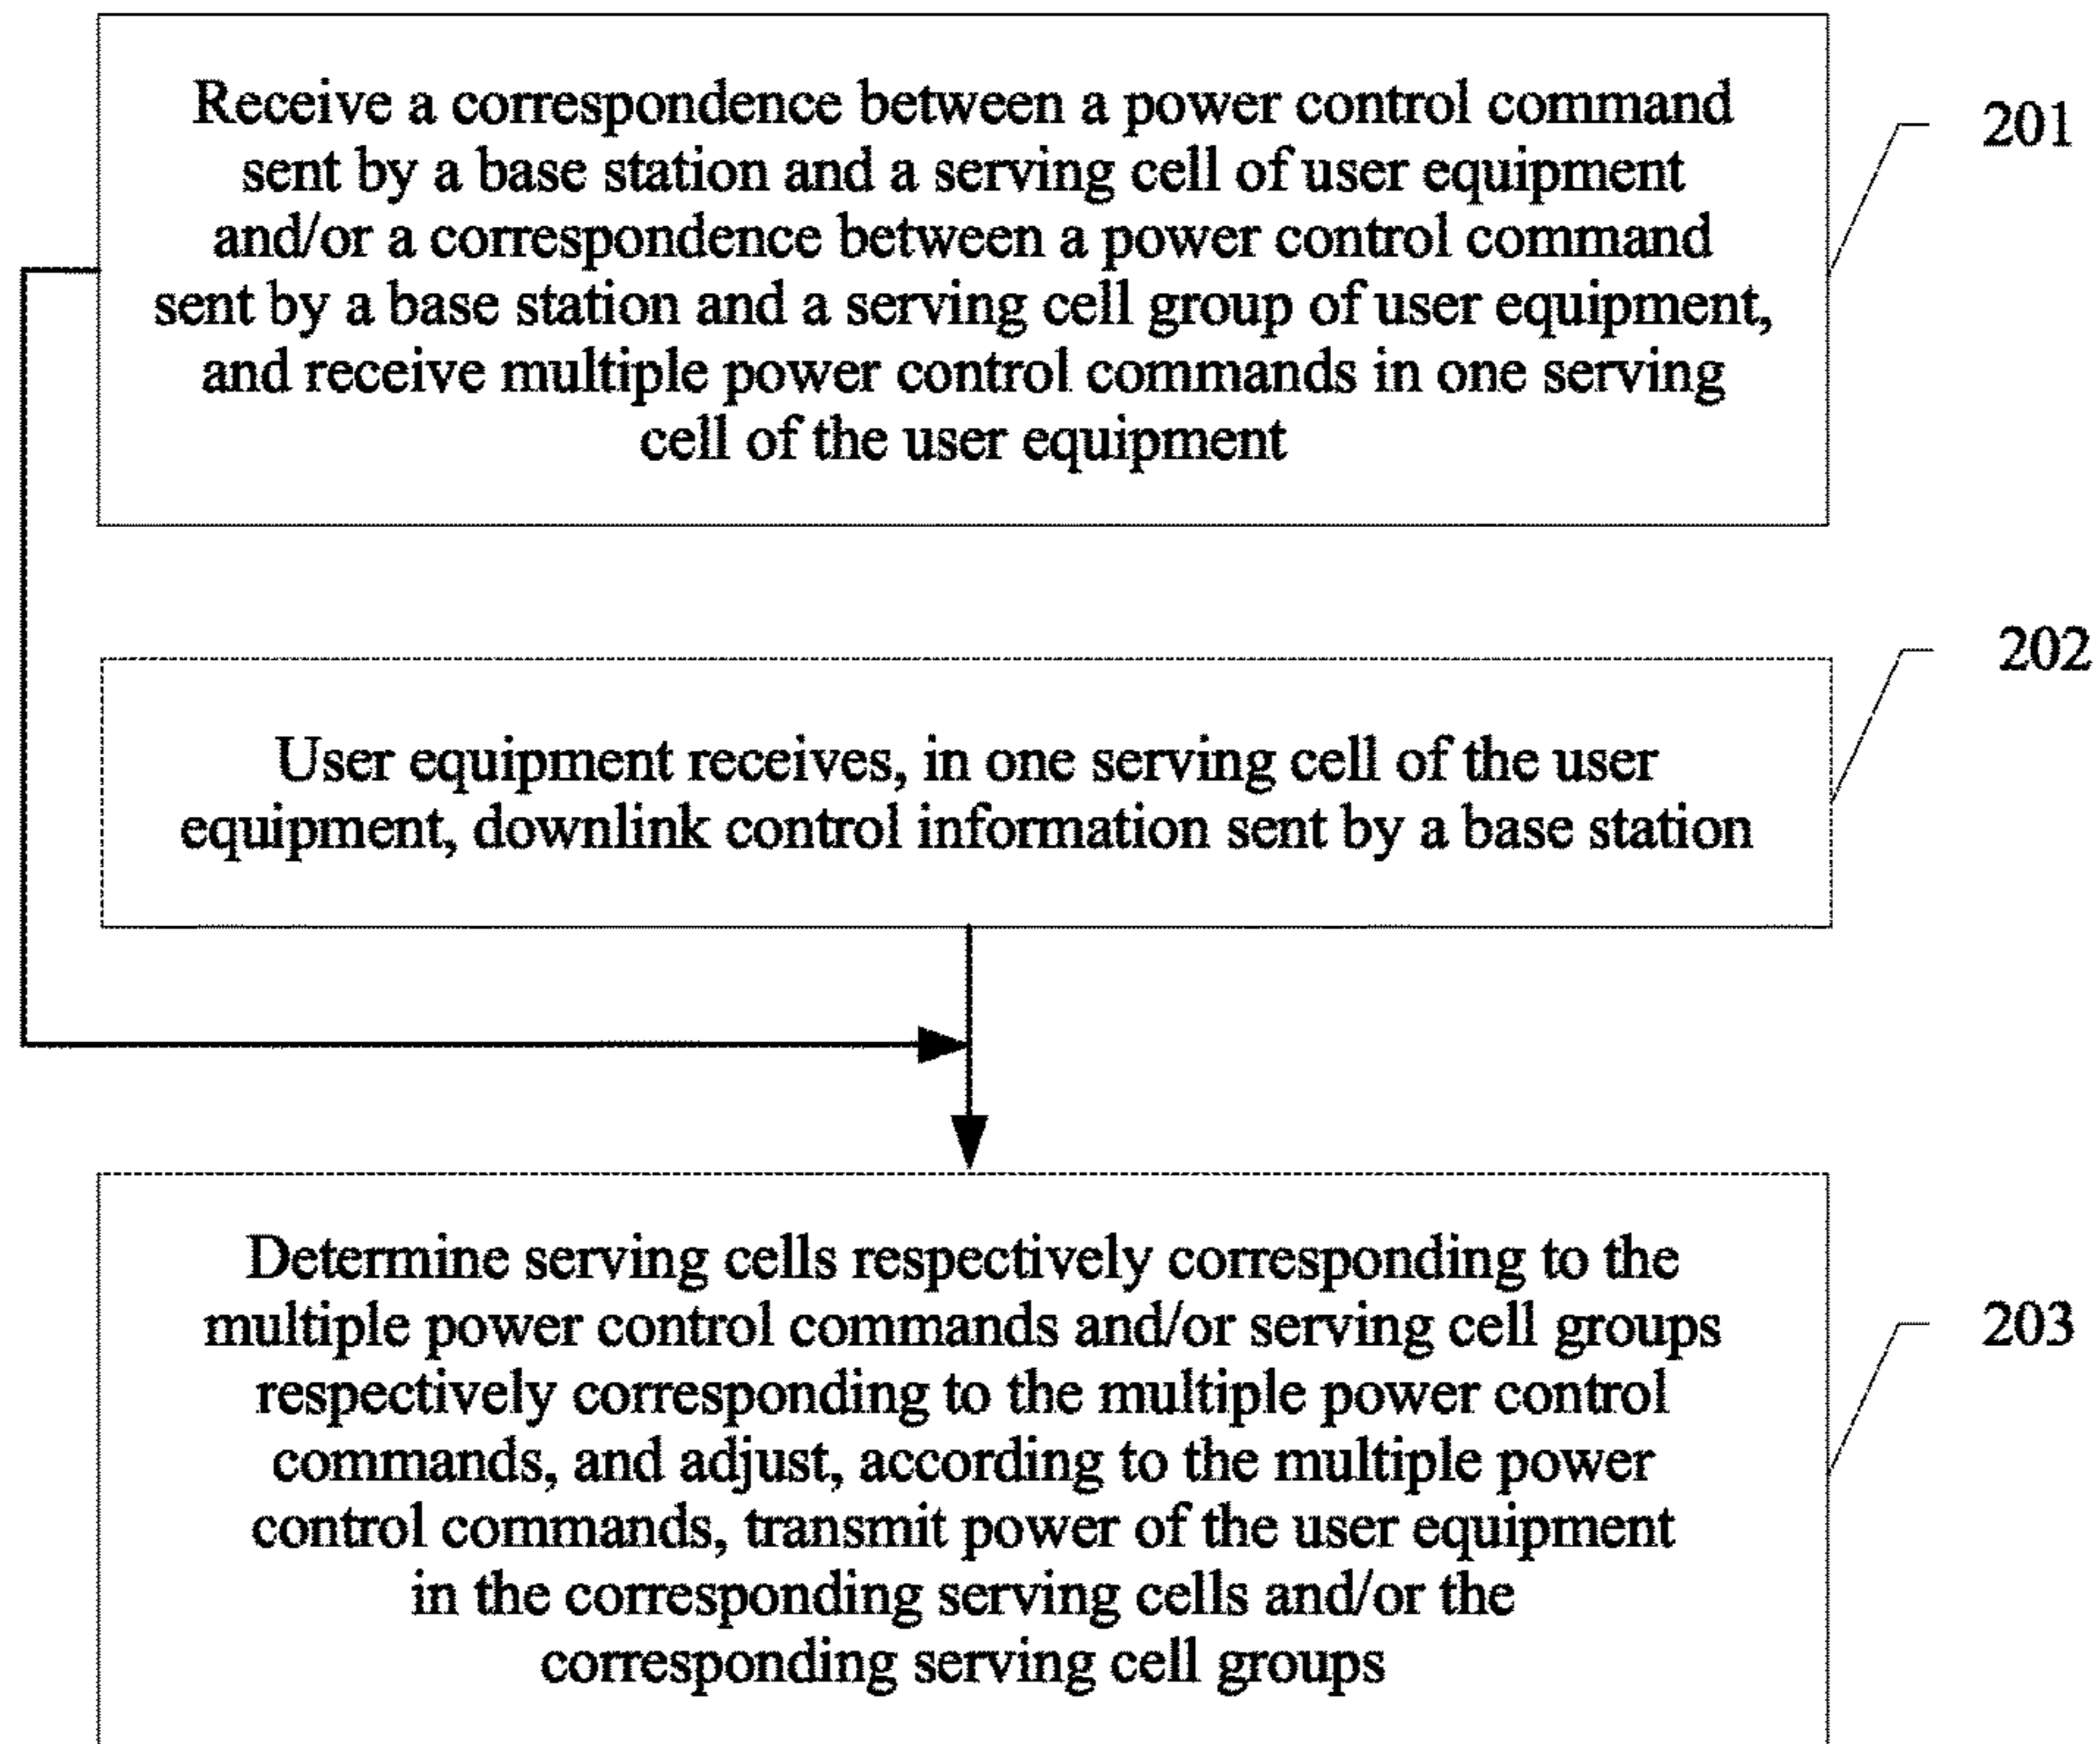 Receive a correspondence between a power control command
sent by a base station and a serving cell of user equipment
and/or a correspondence between a power control command
sent by a base station and a serving cell group of user equipment,
and receive multiple power control commands in one serving
cell of the user equipment
201
User equipment receives, in one serving cell of the user
equipment, downlink control information sent by a base station
202
Determine serving cells respectively corresponding to the
multiple power control commands and/or serving cell groups
respectively corresponding to the multiple power control
commands, and adjust, according to the multiple power
control commands, transmit power of the user equipment
in the corresponding serving cells and/or the
corresponding serving cell groups
203